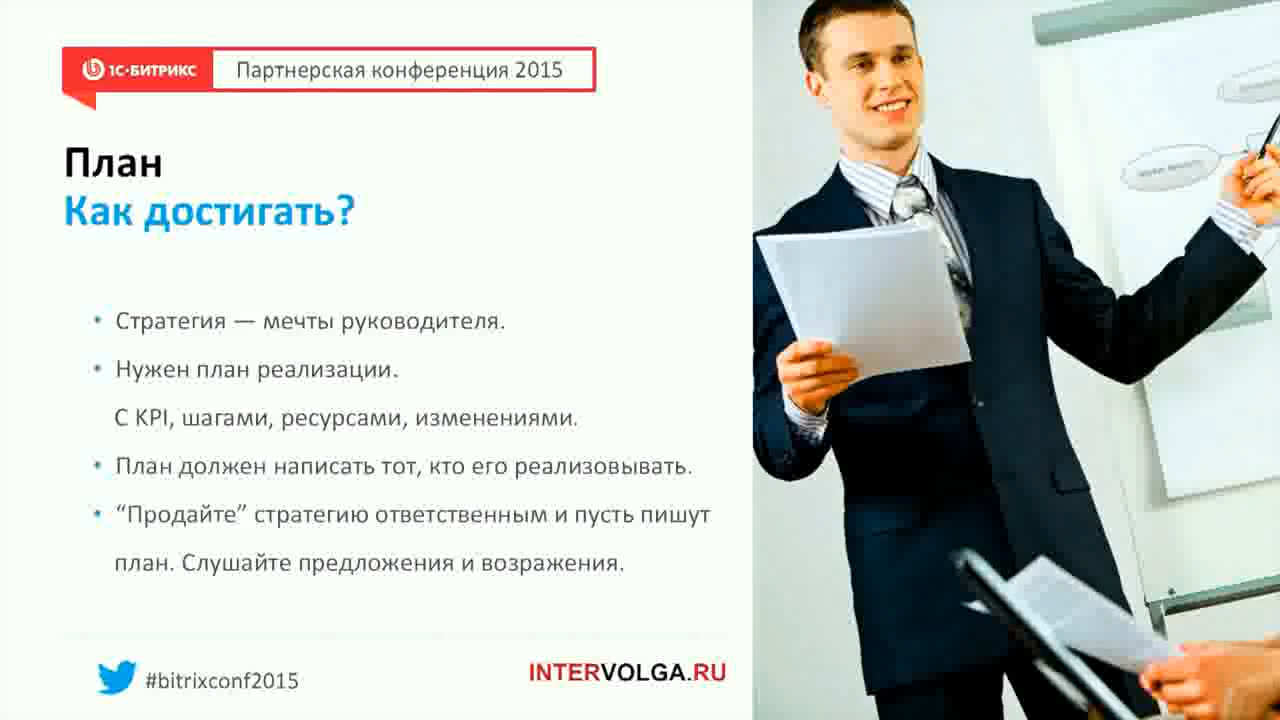 1С-БИТРИКС Партнерская конференция 2015
План
Как достигать?
• Стратегия — мечты руководителя.
• Нужен план реализации.
С KPI, шагами, ресурсами, изменениями.
• План должен написать тот, кто его реализовывать.
• “Продайте” стратегию ответственным и пусть пишут
план. Слушайте предложения и возражения.
#bitrixconf2015
INTERVOLGA.RU